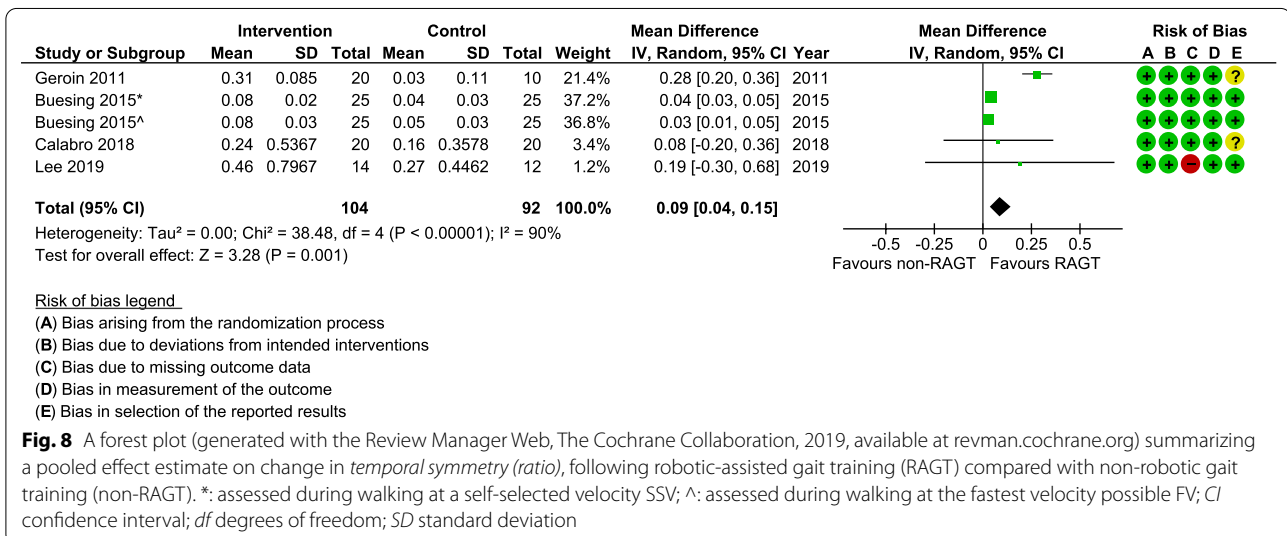 Intervention Control Mean Difference Mean Difference Risk of Bias
Study or Subgroup Mean SD Total Mean SD Total Weight IV, Random, 95% CI Year IV, Random, 95% CI A B C D E
Geroin 2011 0.31 0.085 20 0.03 0.11 10 21.4% 0.28 [0.20, 0.36] 2011 + + + + ?
Buesing 2015* 0.08 0.02 25 0.04 0.03 25 37.2% 0.04 [0.03, 0.05] 2015 + + + + +
Buesing 2015^ 0.08 0.03 25 0.05 0.03 25 36.8% 0.03 [0.01, 0.05] 2015 + + + + +
Calabro 2018 0.24 0.5367 20 0.16 0.3578 20 3.4% 0.08 [-0.20, 0.36] 2018 + + + + ?
Lee 2019 0.46 0.7967 14 0.27 0.4462 12 1.2% 0.19 [-0.30, 0.68] 2019 + + − + +
Total (95% CI) 104 92 100.0% 0.09 [0.04, 0.15]
Heterogeneity: Tau² = 0.00; Chi² = 38.48, df = 4 (P < 0.00001); I² = 90%
Test for overall effect: Z = 3.28 (P = 0.001)
-0.5 -0.25 0 0.25 0.5
Favours non-RAGT Favours RAGT
Risk of bias legend
(A) Bias arising from the randomization process
(B) Bias due to deviations from intended interventions
(C) Bias due to missing outcome data
(D) Bias in measurement of the outcome
(E) Bias in selection of the reported results
Fig. 8 A forest plot (generated with the Review Manager Web, The Cochrane Collaboration, 2019, available at revman.cochrane.org) summarizing
a pooled effect estimate on change in temporal symmetry (ratio), following robotic-assisted gait training (RAGT) compared with non-robotic gait
training (non-RAGT). *: assessed during walking at a self-selected velocity SSV; ^: assessed during walking at the fastest velocity possible FV; CI
confidence interval; df degrees of freedom; SD standard deviation